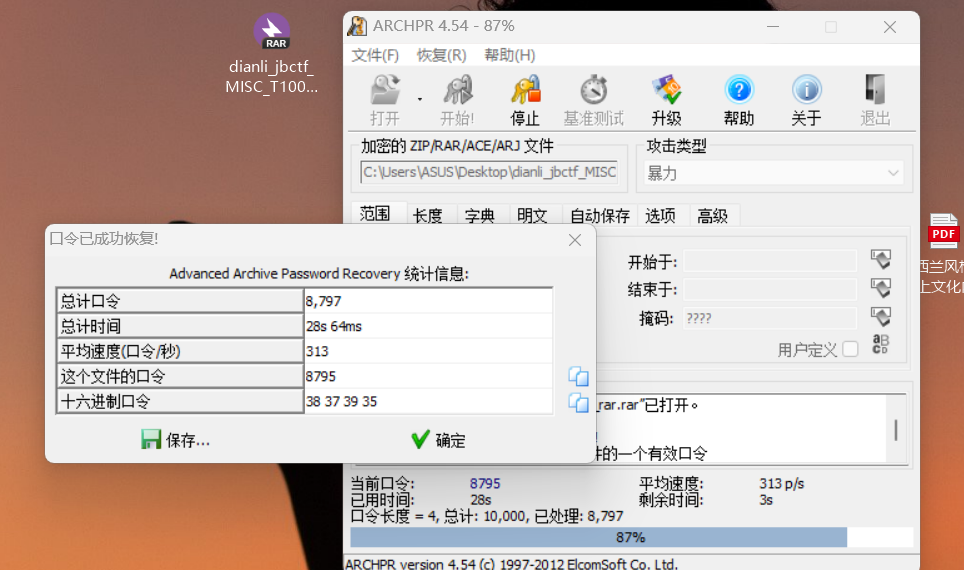 RAR
dianli_jbctf_
MISC_T100...
ARCHPR 4.54 - 87%
文件(F) 恢复(R) 帮助(H)
打开 开始! 停止 基准测试 升级 帮助 关于 退出
加密的 ZIP/RAR/ACE/ARJ 文件
C:\Users\ASUS\Desktop\dianli_jbctf_MISC
攻击类型
暴力
范围 长度 字典 明文 自动保存 选项 高级
开始于:
结束于:
掩码: ????
用户定义
aB
cD
口令已成功恢复!
Advanced Archive Password Recovery 统计信息:
总计口令 8,797
总计时间 28s 64ms
平均速度(口令/秒) 313
这个文件的口令 8795
十六进制口令 38 37 39 35
保存... 确定
_rar.rar"已打开。
件的一个有效口令
当前口令: 8795 平均速度: 313 p/s
已用时间: 28s 剩余时间: 3s
口令长度 = 4, 总计: 10,000, 已处理: 8,797
87%
ARCHPR version 4.54 (c) 1997-2012 ElcomSoft Co. Ltd.
PDF
西兰风
上文化